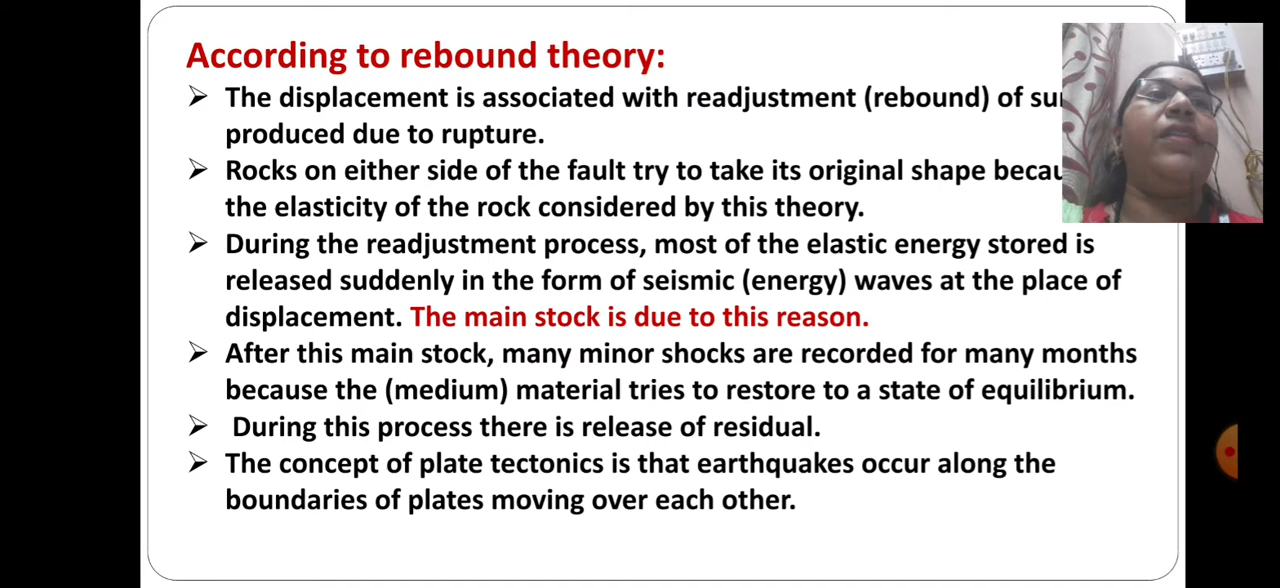 According to rebound theory:
➢ The displacement is associated with readjustment (rebound) of
produced due to rupture.
➢ Rocks on either side of the fault try to take its original shape
the elasticity of the rock considered by this theory.
➢ During the readjustment process, most of the elastic energy stored is
released suddenly in the form of seismic (energy) waves at the place of
displacement. The main stock is due to this reason.
➢ After this main stock, many minor shocks are recorded for many months
because the (medium) material tries to restore to a state of equilibrium.
➢ During this process there is release of residual.
➢ The concept of plate tectonics is that earthquakes occur along the
boundaries of plates moving over each other.